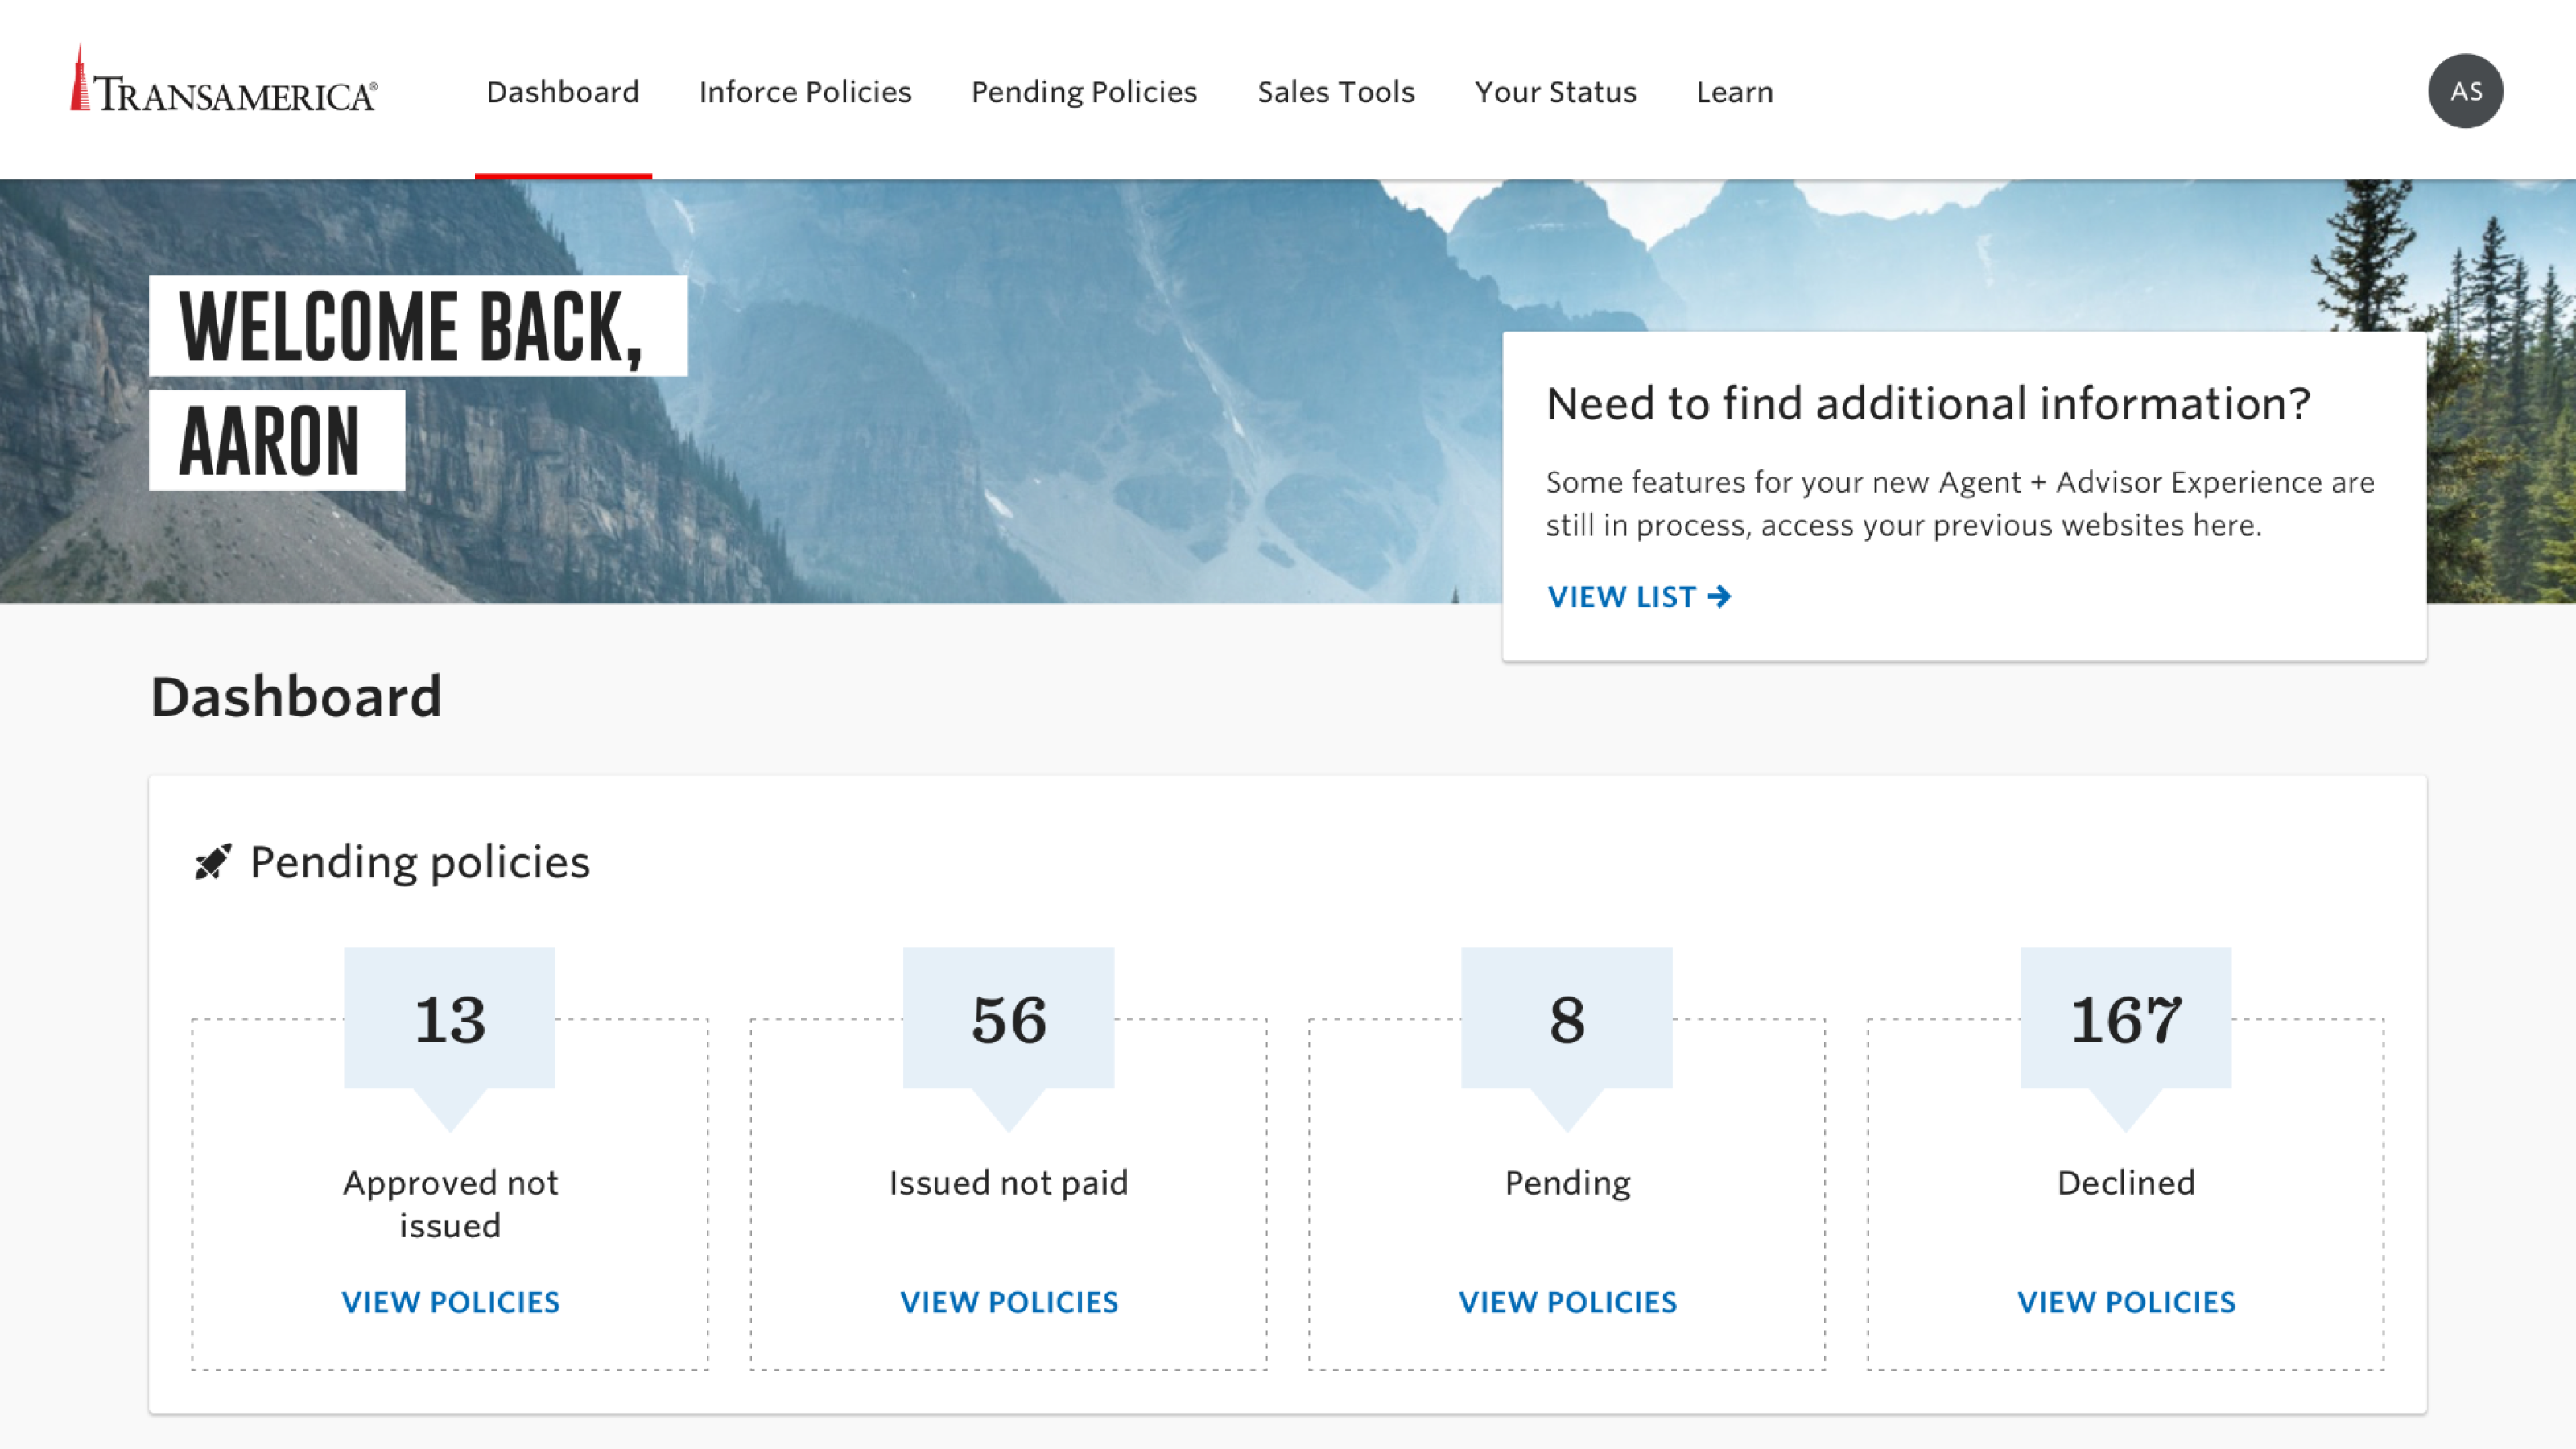 TRANSAMERICA®
Dashboard
Inforce Policies
Pending Policies
Sales Tools
Your Status
Learn
AS
WELCOME BACK,
AARON
Need to find additional information?
Some features for your new Agent + Advisor Experience are
still in process, access your previous websites here.
VIEW LIST →
Dashboard
Pending policies
13
Approved not
issued
VIEW POLICIES
56
Issued not paid
VIEW POLICIES
8
Pending
VIEW POLICIES
167
Declined
VIEW POLICIES